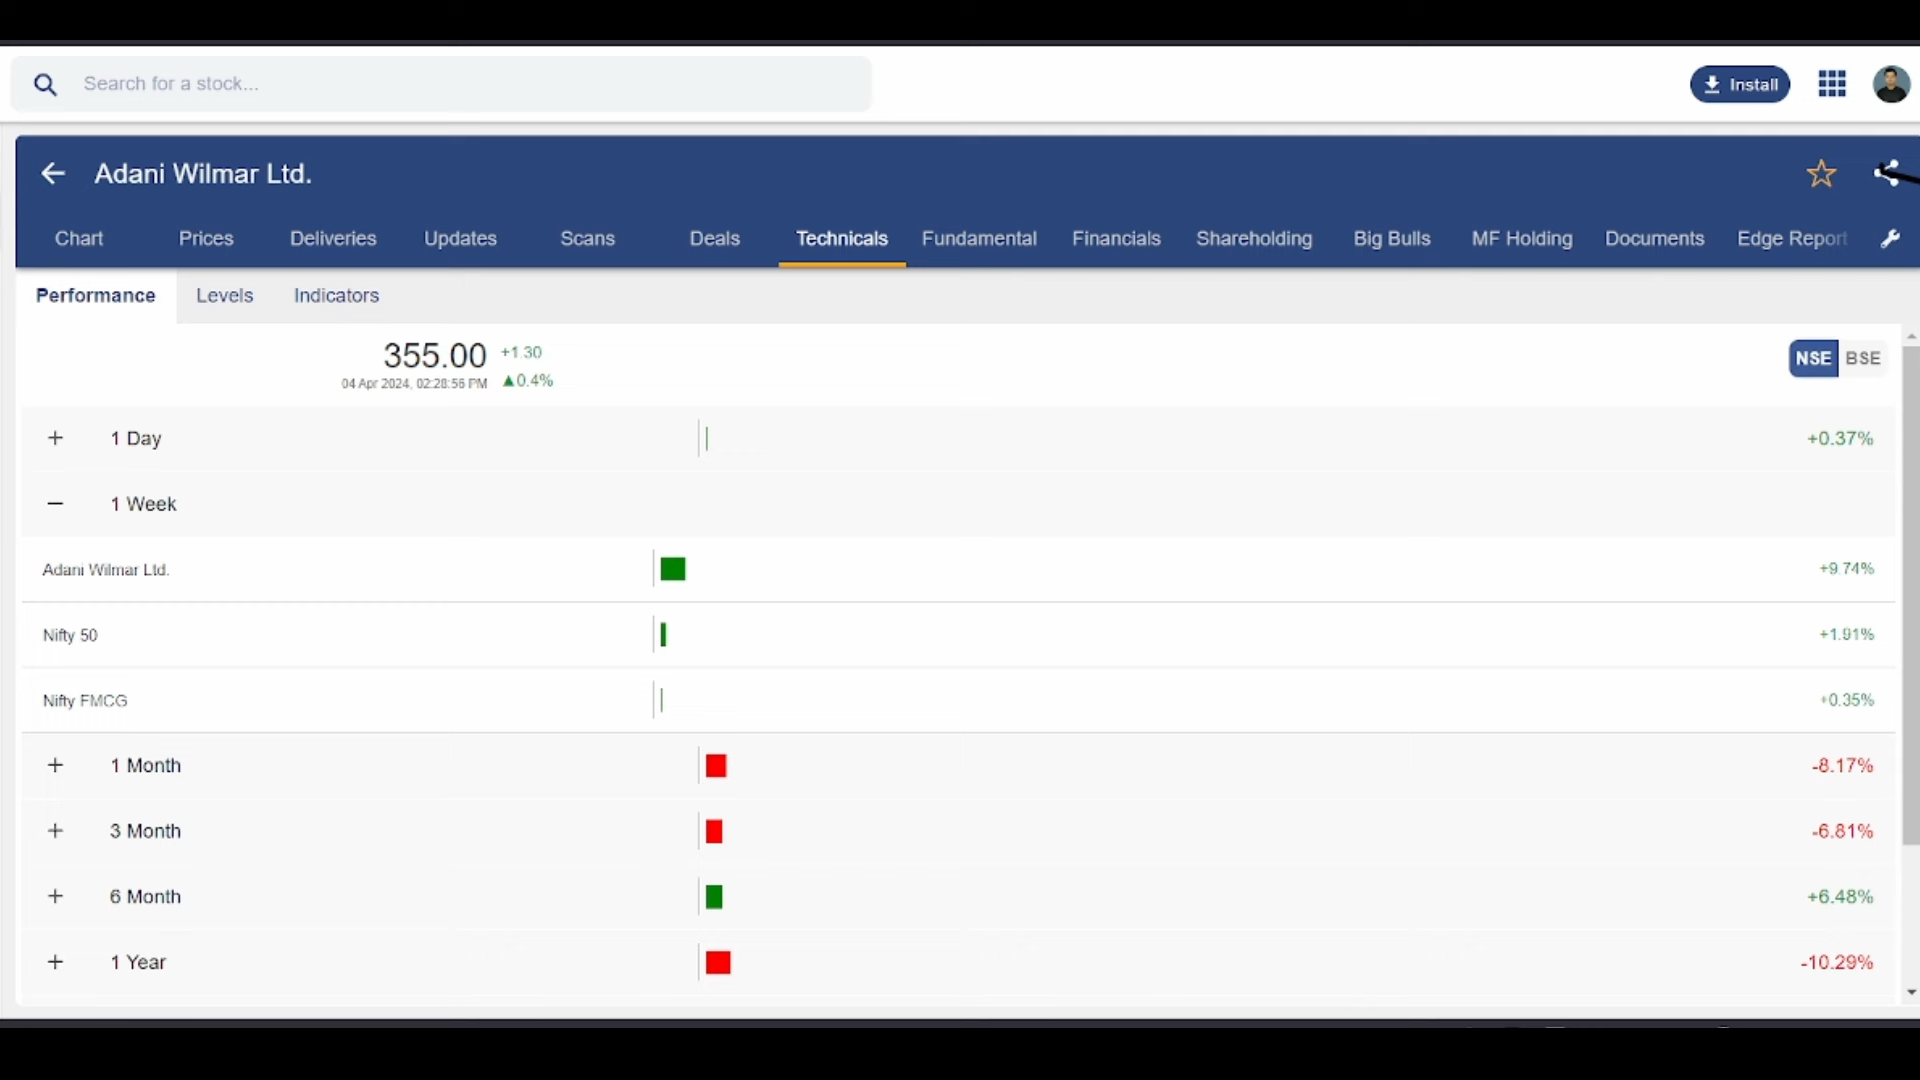 Search for a stock...
Install
Adani Wilmar Ltd.
Chart Prices Deliveries Updates Scans Deals Technicals Fundamental Financials Shareholding Big Bulls MF Holding Documents Edge Report
Performance Levels Indicators
355.00 +1.30
04 Apr 2024, 02:28:56 PM ▲0.4%
NSE BSE
+ 1 Day +0.37%
− 1 Week
Adani Wilmar Ltd. +9.74%
Nifty 50 +1.91%
Nifty FMCG +0.35%
+ 1 Month -8.17%
+ 3 Month -6.81%
+ 6 Month +6.48%
+ 1 Year -10.29%